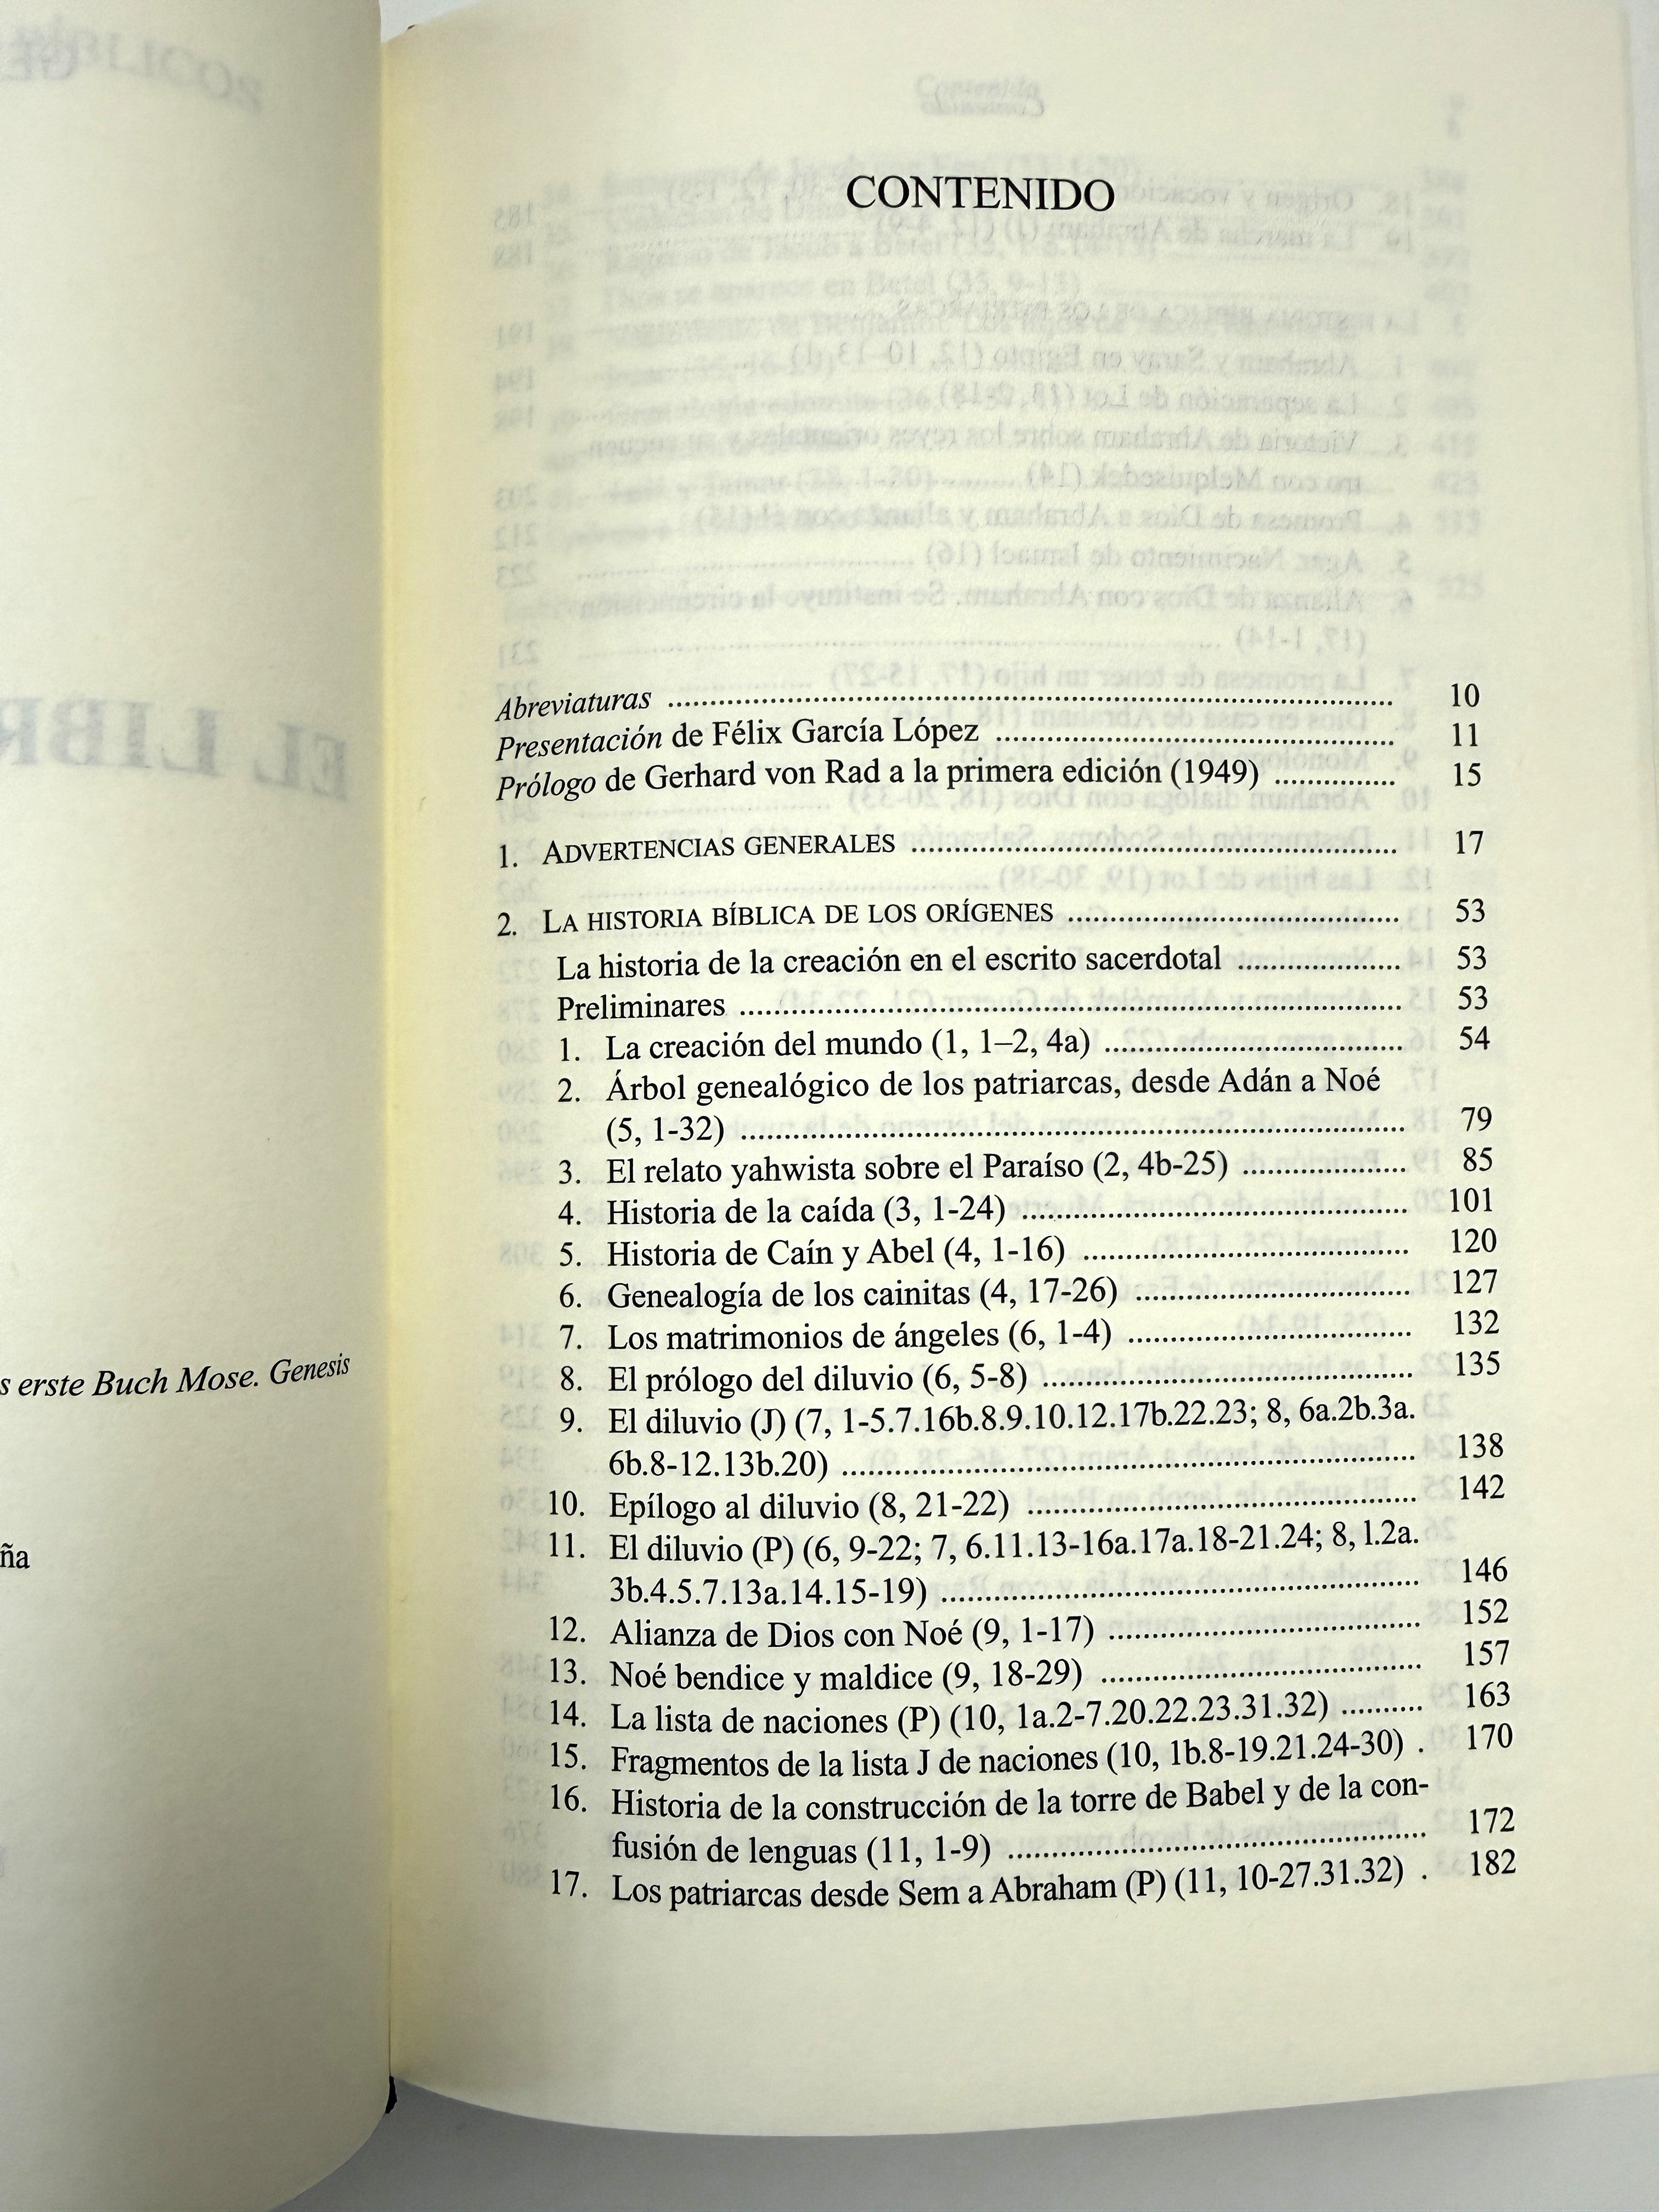 s erste Buch Mose. Genesis
ña
CONTENIDO
Abreviaturas ........ 10
Presentación de Félix García López ........ 11
Prólogo de Gerhard von Rad a la primera edición (1949) ........ 15
1. ADVERTENCIAS GENERALES ........ 17
2. LA HISTORIA BÍBLICA DE LOS ORÍGENES ........ 53
La historia de la creación en el escrito sacerdotal ........ 53
Preliminares ........ 53
1. La creación del mundo (1, 1–2, 4a) ........ 54
2. Árbol genealógico de los patriarcas, desde Adán a Noé
(5, 1-32) ........ 79
3. El relato yahwista sobre el Paraíso (2, 4b-25) ........ 85
4. Historia de la caída (3, 1-24) ........ 101
5. Historia de Caín y Abel (4, 1-16) ........ 120
6. Genealogía de los cainitas (4, 17-26) ........ 127
7. Los matrimonios de ángeles (6, 1-4) ........ 132
8. El prólogo del diluvio (6, 5-8) ........ 135
9. El diluvio (J) (7, 1-5.7.16b.8.9.10.12.17b.22.23; 8, 6a.2b.3a.
6b.8-12.13b.20) ........ 138
10. Epílogo al diluvio (8, 21-22) ........ 142
11. El diluvio (P) (6, 9-22; 7, 6.11.13-16a.17a.18-21.24; 8, l.2a.
3b.4.5.7.13a.14.15-19) ........ 146
12. Alianza de Dios con Noé (9, 1-17) ........ 152
13. Noé bendice y maldice (9, 18-29) ........ 157
14. La lista de naciones (P) (10, 1a.2-7.20.22.23.31.32) ........ 163
15. Fragmentos de la lista J de naciones (10, 1b.8-19.21.24-30) . 170
16. Historia de la construcción de la torre de Babel y de la con-
fusión de lenguas (11, 1-9) ........ 172
17. Los patriarcas desde Sem a Abraham (P) (11, 10-27.31.32) . 182